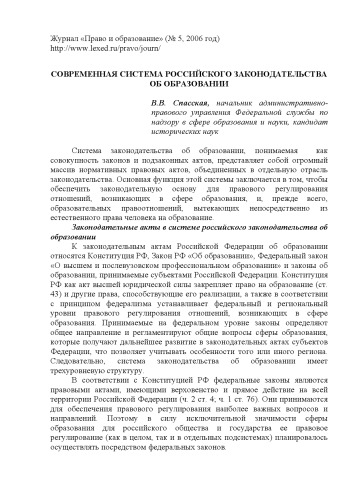 Журнал «Право и образование» (№ 5, 2006 год)
http://www.lexed.ru/pravo/journ/
СОВРЕМЕННАЯ СИСТЕМА РОССИЙСКОГО ЗАКОНОДАТЕЛЬСТВА
ОБ ОБРАЗОВАНИИ
В.В. Спасская, начальник административно-
правового управления Федеральной службы по
надзору в сфере образования и науки, кандидат
исторических наук
Система законодательства об образовании, понимаемая как
совокупность законов и подзаконных актов, представляет собой огромный
массив нормативных правовых актов, объединенных в отдельную отрасль
законодательства. Основная функция этой системы заключается в том, чтобы
обеспечить законодательную основу для правового регулирования
отношений, возникающих в сфере образования, и, прежде всего,
образовательных правоотношений, вытекающих непосредственно из
естественного права человека на образование.
Законодательные акты в системе российского законодательства об
образовании
К законодательным актам Российской Федерации об образовании
относятся Конституция РФ, Закон РФ «Об образовании», Федеральный закон
«О высшем и послевузовском профессиональном образовании» и законы об
образовании, принимаемые субъектами Российской Федерации. Конституция
РФ как акт высшей юридической силы закрепляет право на образование (ст.
43) и другие права, способствующие его реализации, а также в соответствии
с принципом федерализма устанавливает федеральный и региональный
уровни правового регулирования отношений, возникающих в сфере
образования. Принимаемые на федеральном уровне законы определяют
общее направление и регламентируют общие вопросы сферы образования,
которые получают дальнейшее развитие в законодательных актах субъектов
Федерации, что позволяет учитывать особенности того или иного региона.
Следовательно, система законодательства об образовании имеет
трехуровневую структуру.
В соответствии с Конституцией РФ федеральные законы являются
правовыми актами, имеющими верховенство и прямое действие на всей
территории Российской Федерации (ч. 2 ст. 4; ч. 1 ст. 76). Они принимаются
для обеспечения правового регулирования наиболее важных вопросов и
направлений. Поэтому в силу исключительной значимости сферы
образования для российского общества и государства ее правовое
регулирование (как в целом, так и в отдельных подсистемах) планировалось
осуществлять посредством федеральных законов.